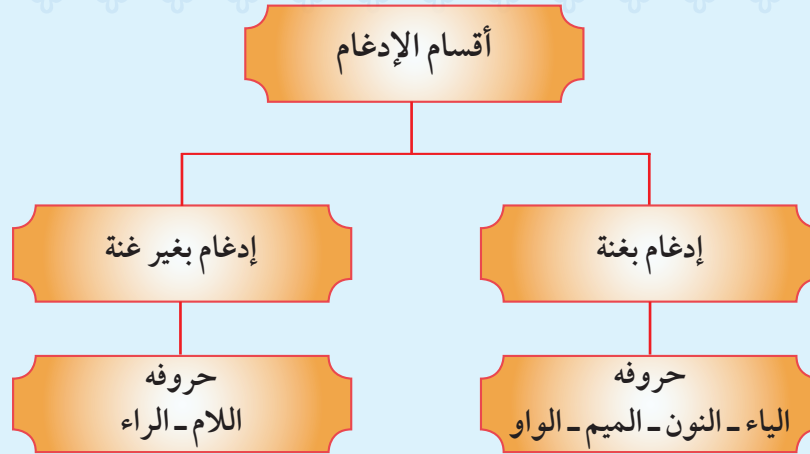 أقسام الإدغام
إدغام بغنة
إدغام بغير غنة
حروفه
الياء ـ النون ـ الميم ـ الواو
حروفه
اللام ـ الراء